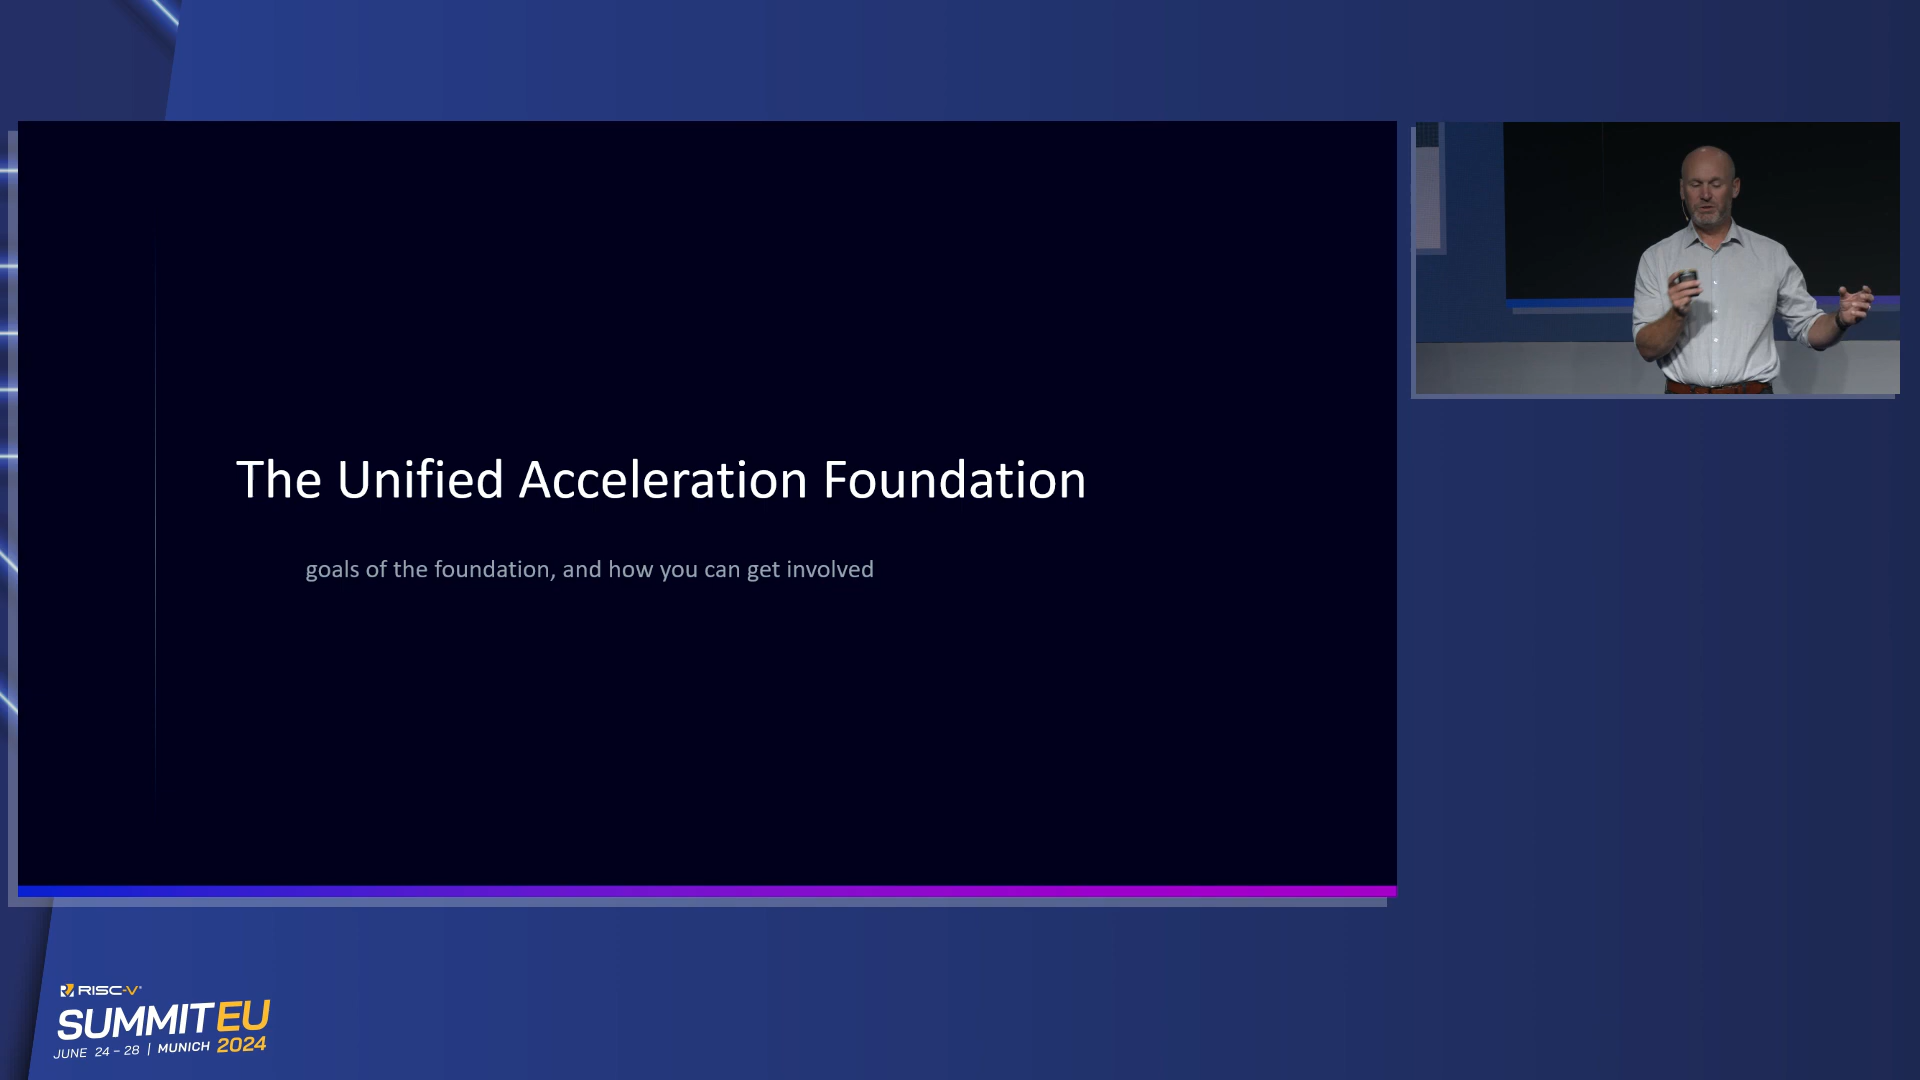 The Unified Acceleration Foundation
goals of the foundation, and how you can get involved
RISC-V
SUMMIT EU
JUNE 24 – 28 | MUNICH 2024